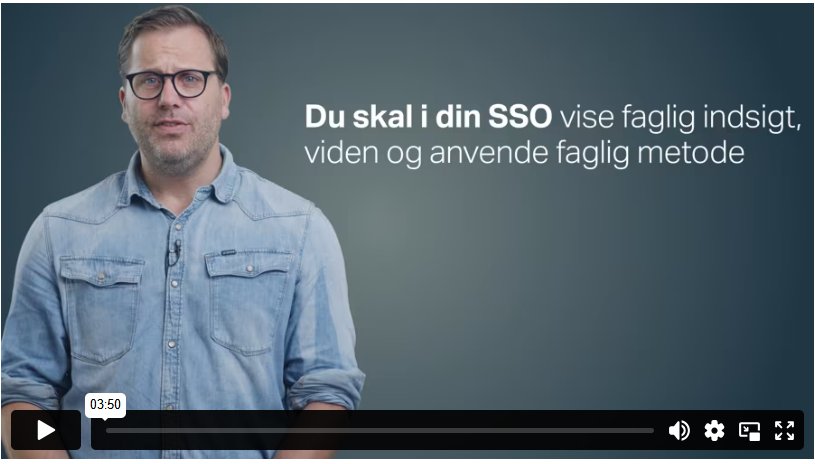 Du skal i din SSO vise faglig indsigt,
viden og anvende faglig metode
03:50